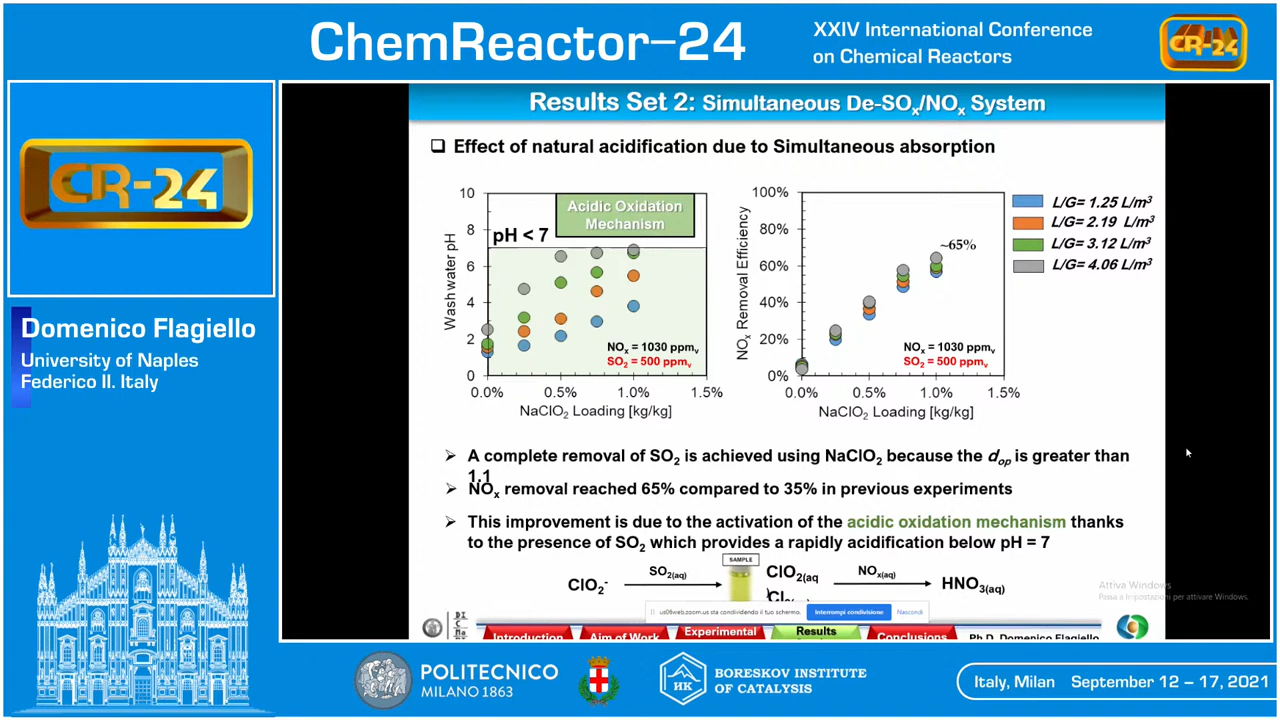 ChemReactor-24
XXIV International Conference
on Chemical Reactors
CR-24
CR-24
Domenico Flagiello
University of Naples
Federico II. Italy
Results Set 2: Simultaneous De-SOx/NOx System
Effect of natural acidification due to Simultaneous absorption
Acidic Oxidation
Mechanism
pH < 7
Wash water pH
10
8
6
4
2
0
NOx = 1030 ppmv
SO2 = 500 ppmv
0.0% 0.5% 1.0% 1.5%
NaClO2 Loading [kg/kg]
NOx Removal Efficiency
100%
80%
60%
40%
20%
0%
~65%
NOx = 1030 ppmv
SO2 = 500 ppmv
0.0% 0.5% 1.0% 1.5%
NaClO2 Loading [kg/kg]
L/G= 1.25 L/m3
L/G= 2.19 L/m3
L/G= 3.12 L/m3
L/G= 4.06 L/m3
A complete removal of SO2 is achieved using NaClO2 because the dop is greater than
1.1
NOx removal reached 65% compared to 35% in previous experiments
This improvement is due to the activation of the acidic oxidation mechanism thanks
to the presence of SO2 which provides a rapidly acidification below pH = 7
SAMPLE
ClO2- SO2(aq) ClO2(aq NOx(aq) HNO3(aq)
Attiva Windows
Passa a Impostazioni per attivare Windows.
us06web.zoom.us sta condividendo il tuo schermo. Interrompi condivisione Nascondi
Introduction Aim of Work Experimental Results Conclusions Ph.D. Domenico Flagiello
POLITECNICO
MILANO 1863
HK
BORESKOV INSTITUTE
OF CATALYSIS
Italy, Milan September 12 – 17, 2021